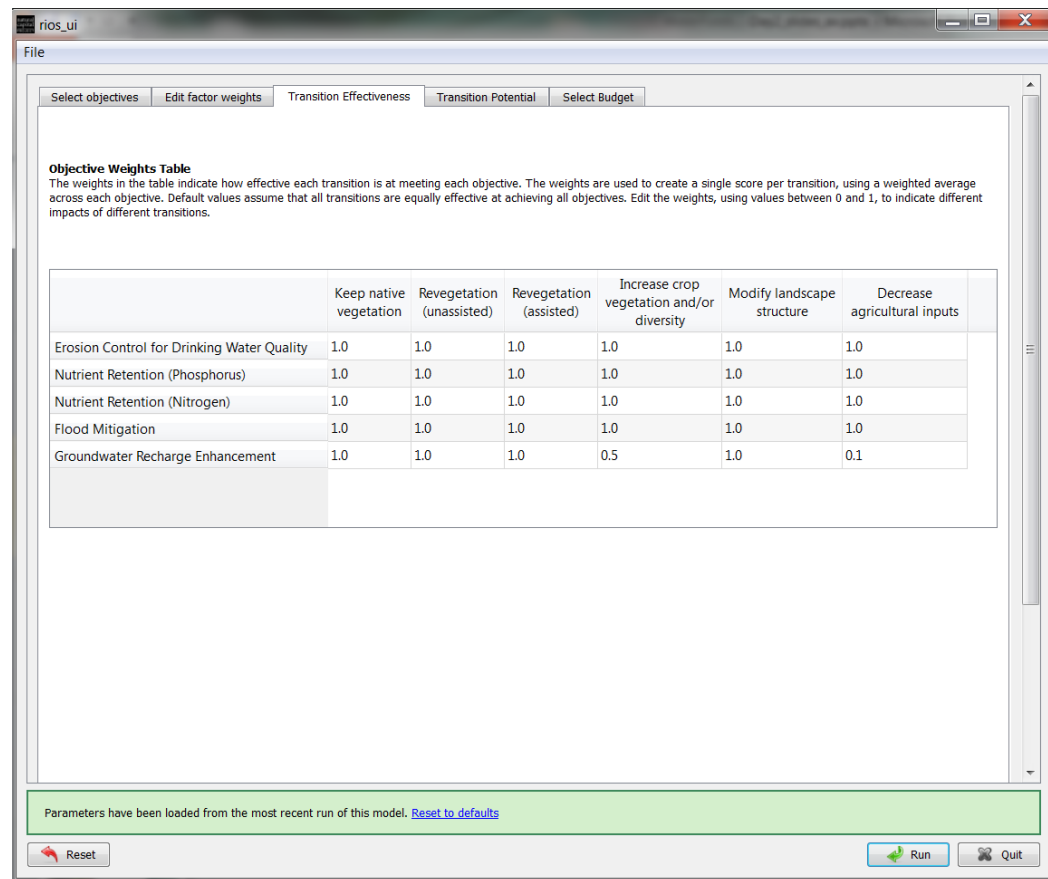 rios_ui
File
Select objectives Edit factor weights Transition Effectiveness Transition Potential Select Budget
Objective Weights Table
The weights in the table indicate how effective each transition is at meeting each objective. The weights are used to create a single score per transition, using a weighted average
across each objective. Default values assume that all transitions are equally effective at achieving all objectives. Edit the weights, using values between 0 and 1, to indicate different
impacts of different transitions.
Keep native vegetation Revegetation (unassisted) Revegetation (assisted) Increase crop vegetation and/or diversity Modify landscape structure Decrease agricultural inputs
Erosion Control for Drinking Water Quality 1.0 1.0 1.0 1.0 1.0 1.0
Nutrient Retention (Phosphorus) 1.0 1.0 1.0 1.0 1.0 1.0
Nutrient Retention (Nitrogen) 1.0 1.0 1.0 1.0 1.0 1.0
Flood Mitigation 1.0 1.0 1.0 1.0 1.0 1.0
Groundwater Recharge Enhancement 1.0 1.0 1.0 0.5 1.0 0.1
Parameters have been loaded from the most recent run of this model. Reset to defaults
Reset Run Quit